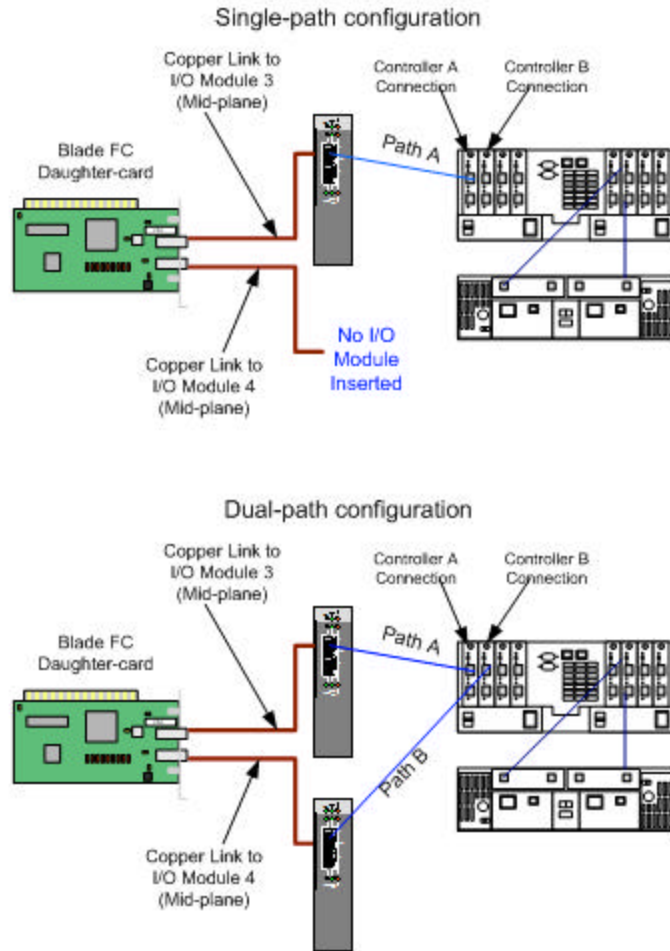 Single-path configuration
Copper Link to
I/O Module 3
(Mid-plane)
Controller A
Connection
Controller B
Connection
Path A
Blade FC
Daughter-card
Copper Link to
I/O Module 4
(Mid-plane)
No I/O
Module
Inserted
Dual-path configuration
Copper Link to
I/O Module 3
(Mid-plane)
Controller A
Connection
Controller B
Connection
Path A
Blade FC
Daughter-card
Path B
Copper Link to
I/O Module 4
(Mid-plane)